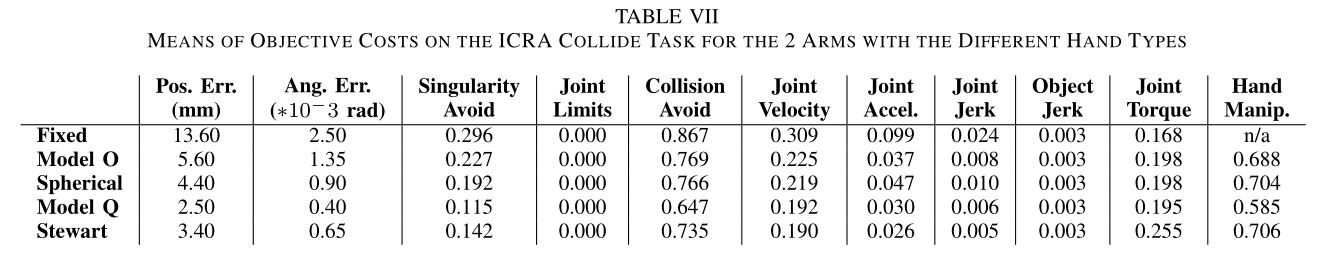 TABLE VII
MEANS OF OBJECTIVE COSTS ON THE ICRA COLLIDE TASK FOR THE 2 ARMS WITH THE DIFFERENT HAND TYPES
Pos. Err. Ang. Err. Singularity Joint Collision Joint Joint Joint Object Joint Hand
(mm) (∗10⁻3 rad) Avoid Limits Avoid Velocity Accel. Jerk Jerk Torque Manip.
Fixed 13.60 2.50 0.296 0.000 0.867 0.309 0.099 0.024 0.003 0.168 n/a
Model O 5.60 1.35 0.227 0.000 0.769 0.225 0.037 0.008 0.003 0.198 0.688
Spherical 4.40 0.90 0.192 0.000 0.766 0.219 0.047 0.010 0.003 0.198 0.704
Model Q 2.50 0.40 0.115 0.000 0.647 0.192 0.030 0.006 0.003 0.195 0.585
Stewart 3.40 0.65 0.142 0.000 0.735 0.190 0.026 0.005 0.003 0.255 0.706